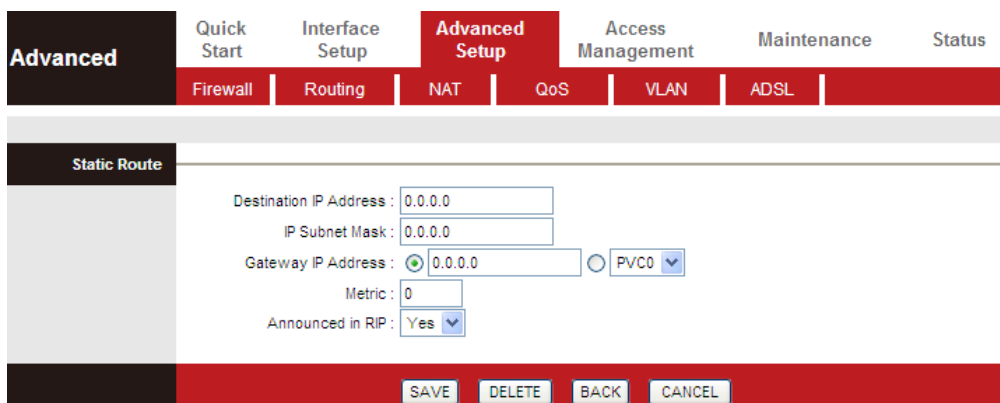 Advanced
Quick Start
Interface Setup
Advanced Setup
Access Management
Maintenance
Status
Firewall
Routing
NAT
QoS
VLAN
ADSL
Static Route
Destination IP Address : 0.0.0.0
IP Subnet Mask : 0.0.0.0
Gateway IP Address : 0.0.0.0 PVC0
Metric : 0
Announced in RIP : Yes
SAVE DELETE BACK CANCEL